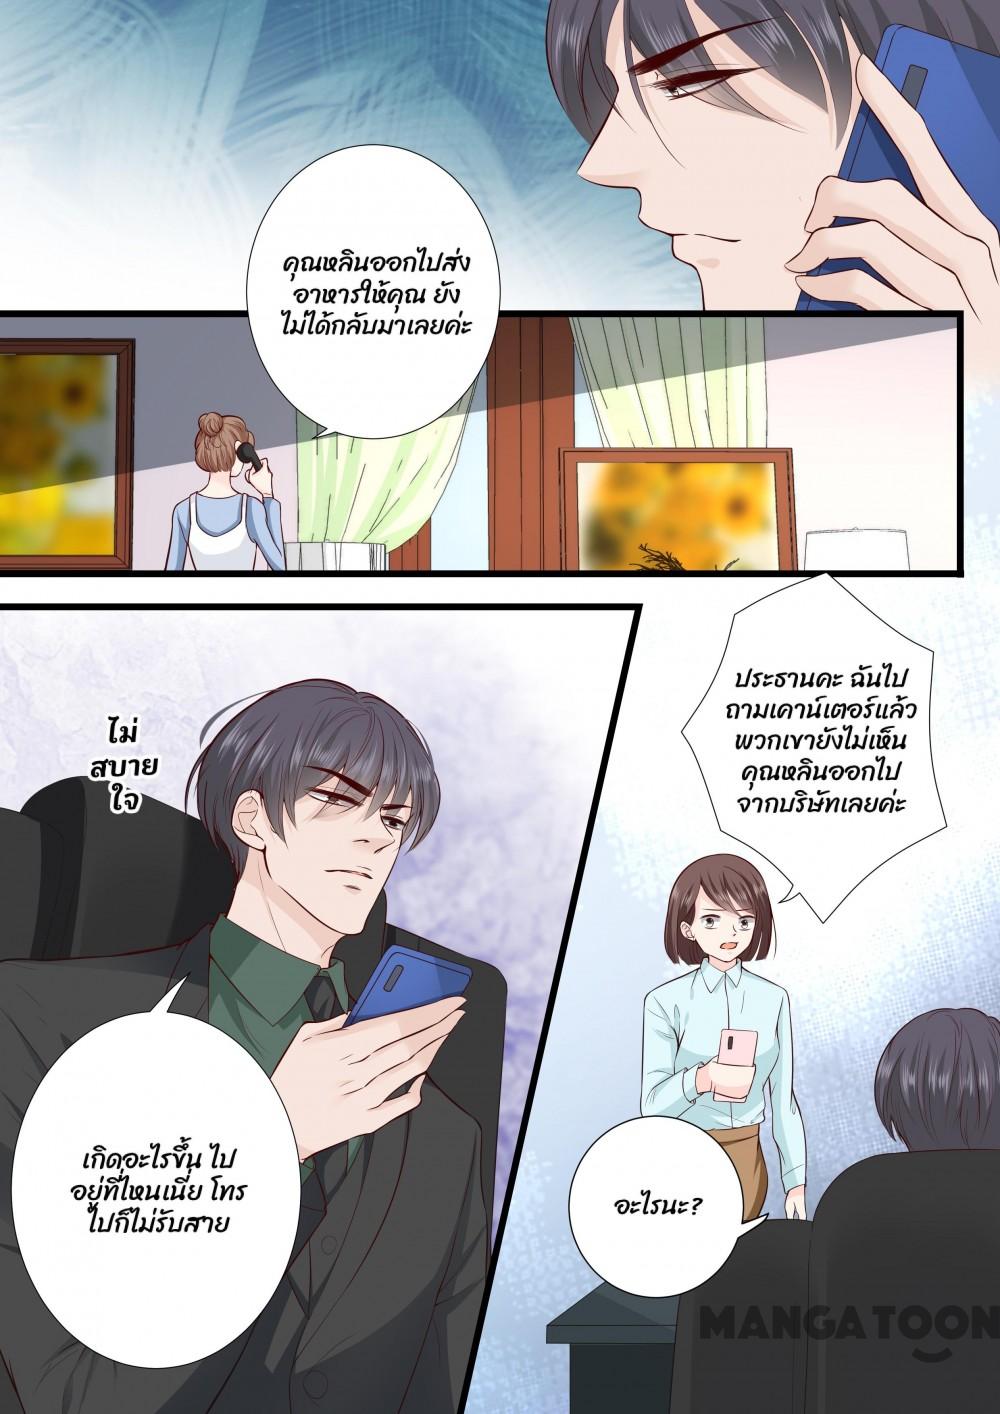 คุณหลินออกไปส่ง
อาหารให้คุณ ยัง
ไม่ได้กลับมาเลยค่ะ
ประธานคะ ฉันไป
ถามเคาน์เตอร์แล้ว
พวกเขายังไม่เห็น
คุณหลินออกไป
จากบริษัทเลยค่ะ
ไม่
สบาย
ใจ
เกิดอะไรขึ้น ไป
อยู่ที่ไหนเนี่ย โทร
ไปก็ไม่รับสาย
อะไรนะ?
MANGATOON